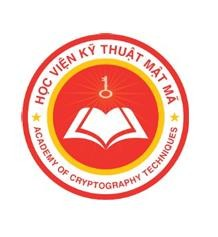 HỌC VIỆN KỸ THUẬT MẬT MÃ
ACADEMY OF CRYPTOGRAPHY TECHNIQUES